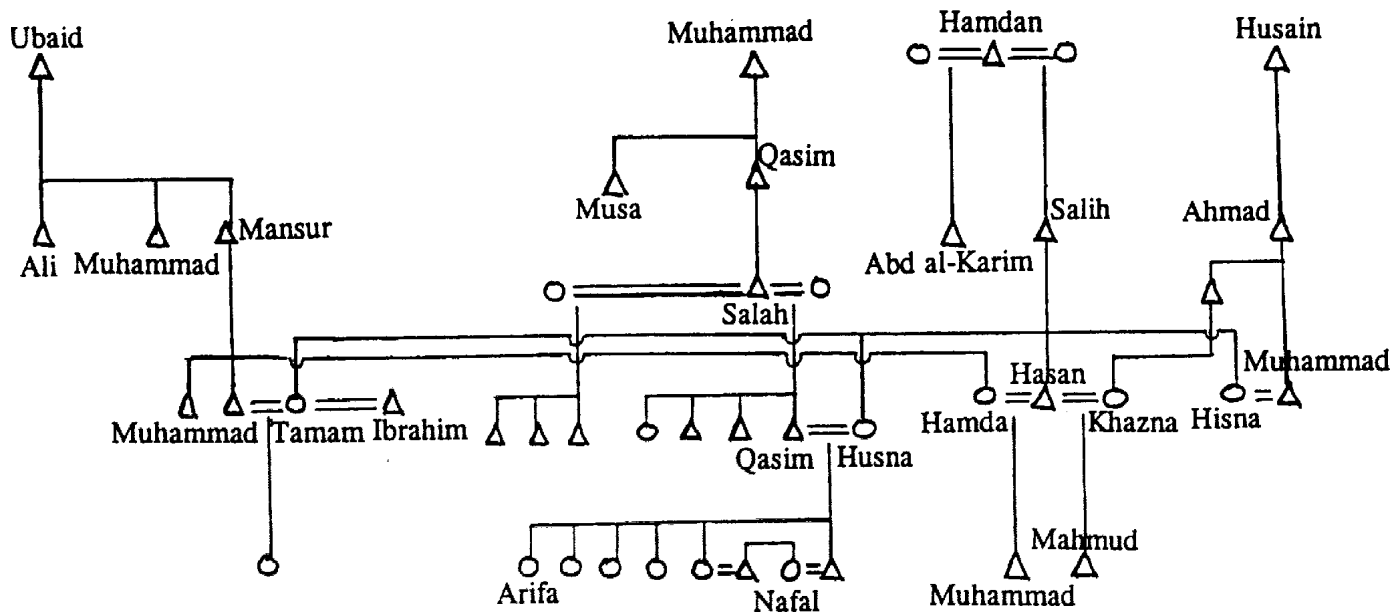 Ubaid
Muhammad
Hamdan
Husain
Qasim
Musa
Mansur
Salih
Ahmad
Ali
Muhammad
Abd al-Karim
Salah
Muhammad
Hasan
Muhammad
Tamam
Ibrahim
Qasim
Husna
Hamda
Khazna
Hisna
Mahmud
Arifa
Nafal
Muhammad